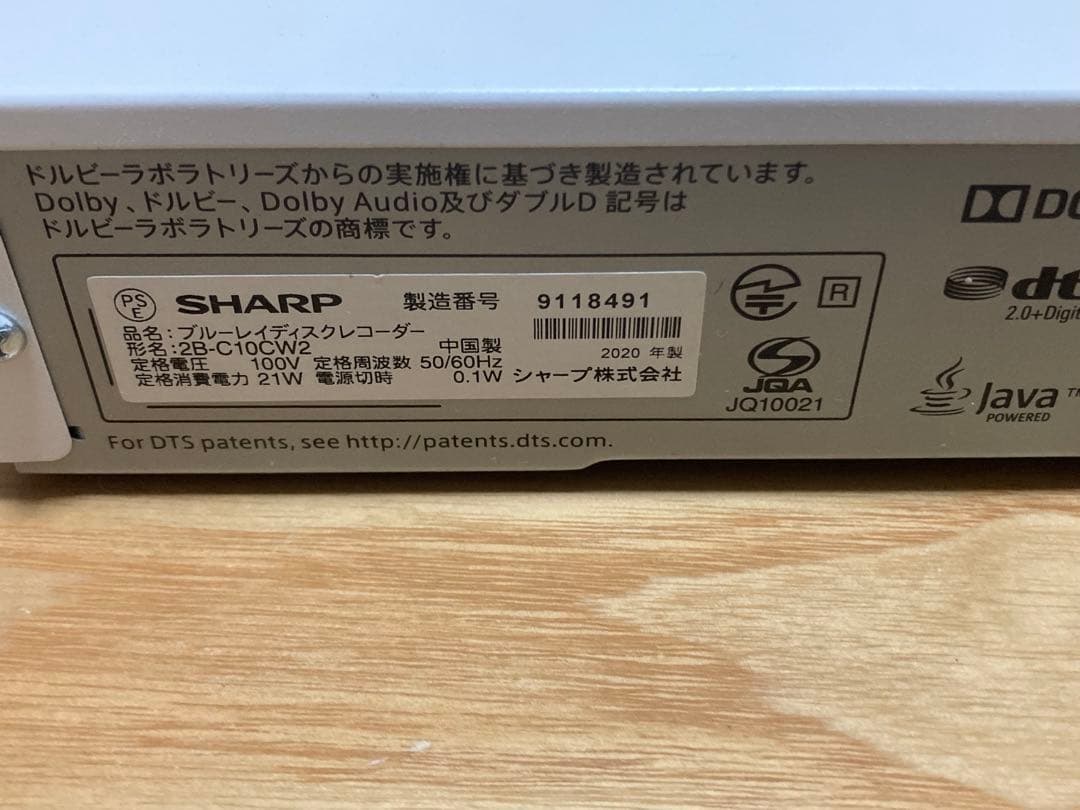 ドルビーラボラトリーズからの実施権に基づき製造されています。
Dolby、ドルビー、Dolby Audio及びダブルD 記号は
ドルビーラボラトリーズの商標です。
PSE SHARP 製造番号 9118491
品名:ブルーレイディスクレコーダー
形名:2B-C10CW2 中国製 2020 年製
定格電圧 100V 定格周波数 50/60Hz
定格消費電力 21W 電源切時 0.1W シャープ株式会社
R
JQA
JQ10021
For DTS patents, see http://patents.dts.com.
2.0+Digit
Java TM
POWERED